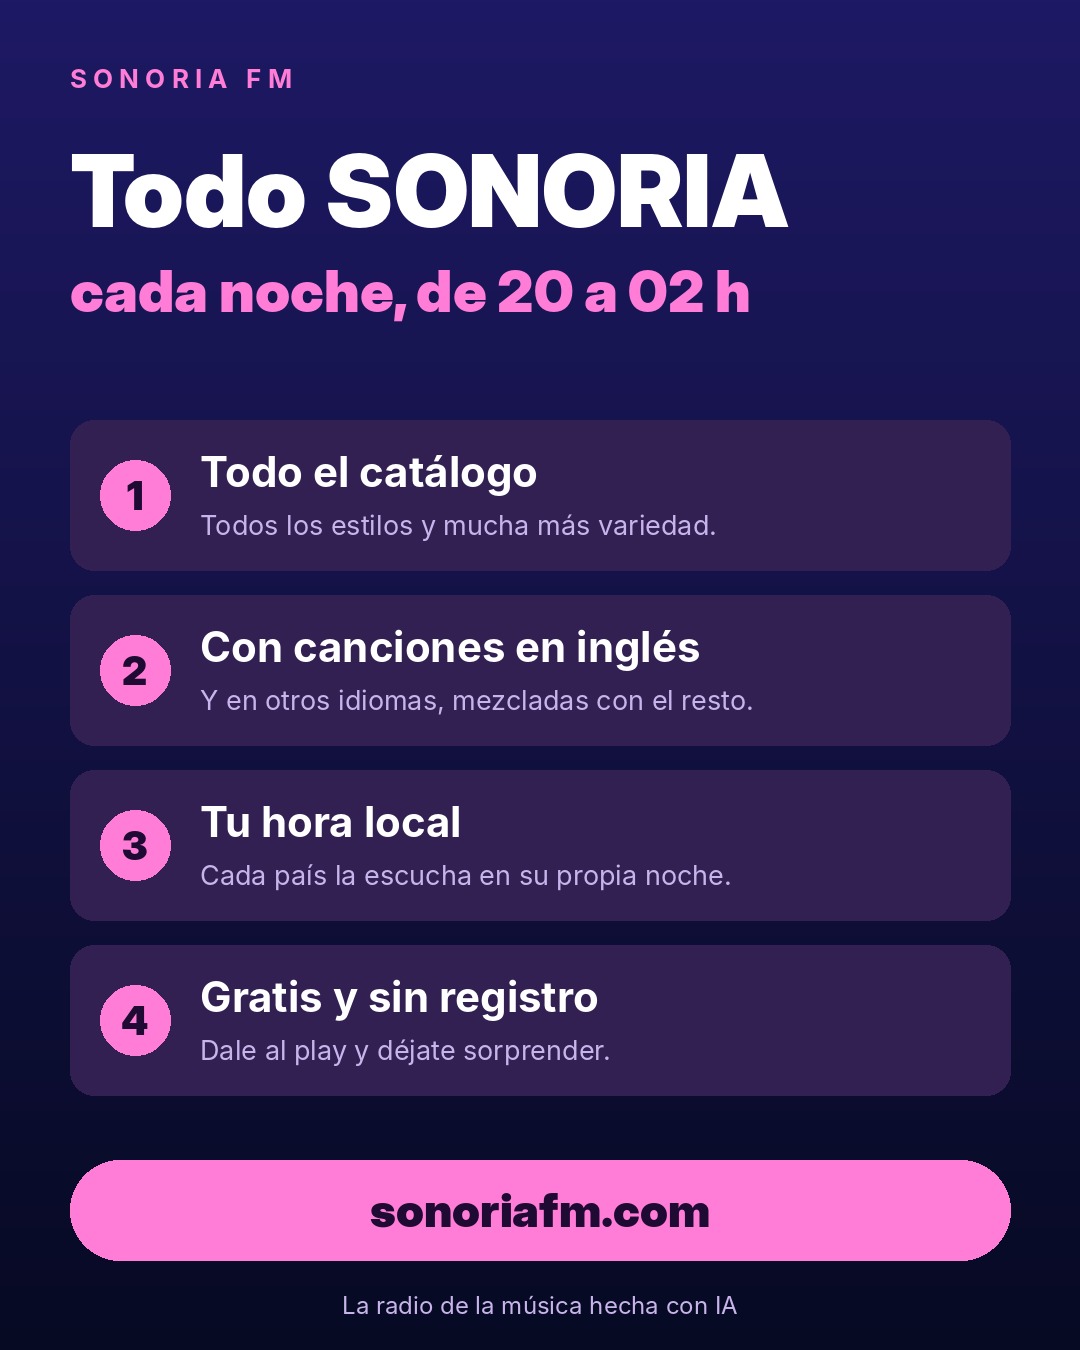 SONORIA FM
Todo SONORIA
cada noche, de 20 a 02 h
1
Todo el catálogo
Todos los estilos y mucha más variedad.
2
Con canciones en inglés
Y en otros idiomas, mezcladas con el resto.
3
Tu hora local
Cada país la escucha en su propia noche.
4
Gratis y sin registro
Dale al play y déjate sorprender.
sonoriafm.com
La radio de la música hecha con IA